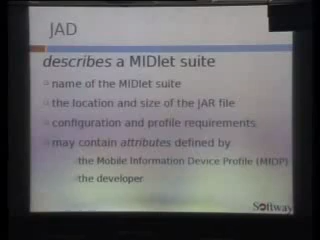 JAD
describes a MIDlet suite
name of the MIDlet suite
the location and size of the JAR file
configuration and profile requirements
may contain attributes defined by
the Mobile Information Device Profile (MIDP)
the developer
Softway